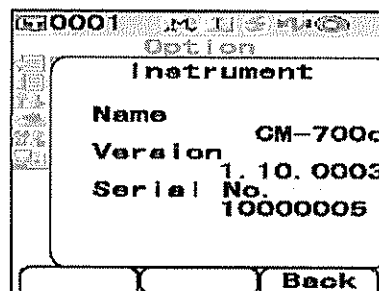 0001
Option
Instrument
Name
CM-700d
Version
1.10.0003
Serial No.
10000005
Back